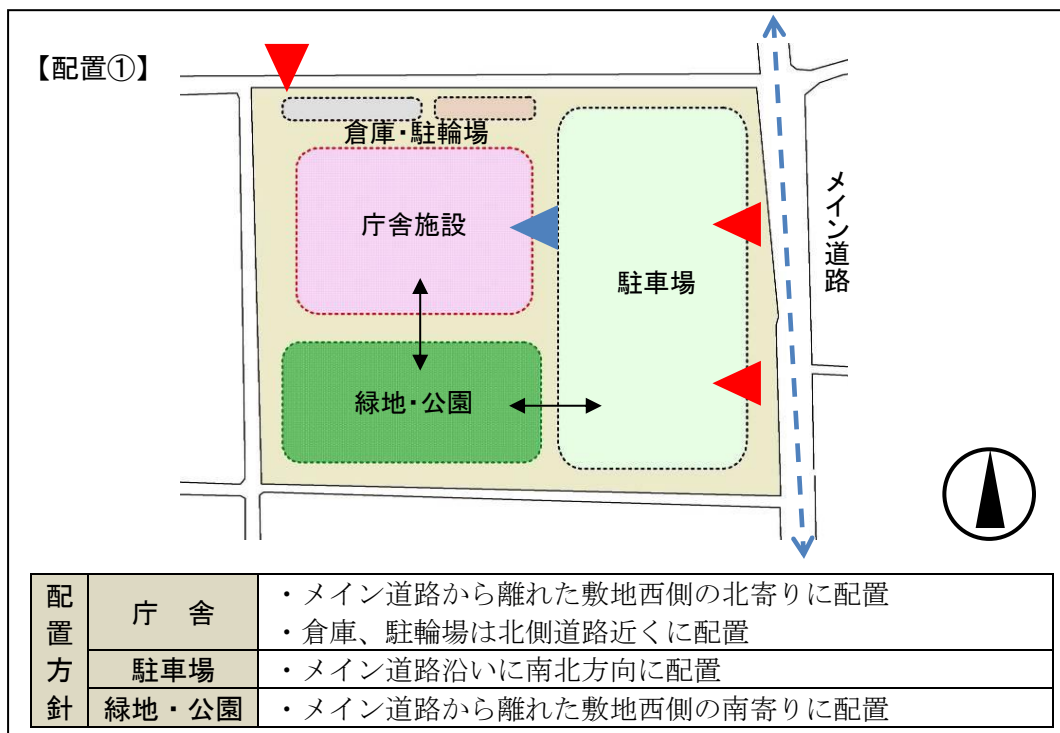 【配置①】
倉庫・駐輪場
庁舎施設
駐車場
緑地・公園
メイン道路
配置方針
庁 舎
・メイン道路から離れた敷地西側の北寄りに配置
・倉庫、駐輪場は北側道路近くに配置
駐車場
・メイン道路沿いに南北方向に配置
緑地・公園
・メイン道路から離れた敷地西側の南寄りに配置